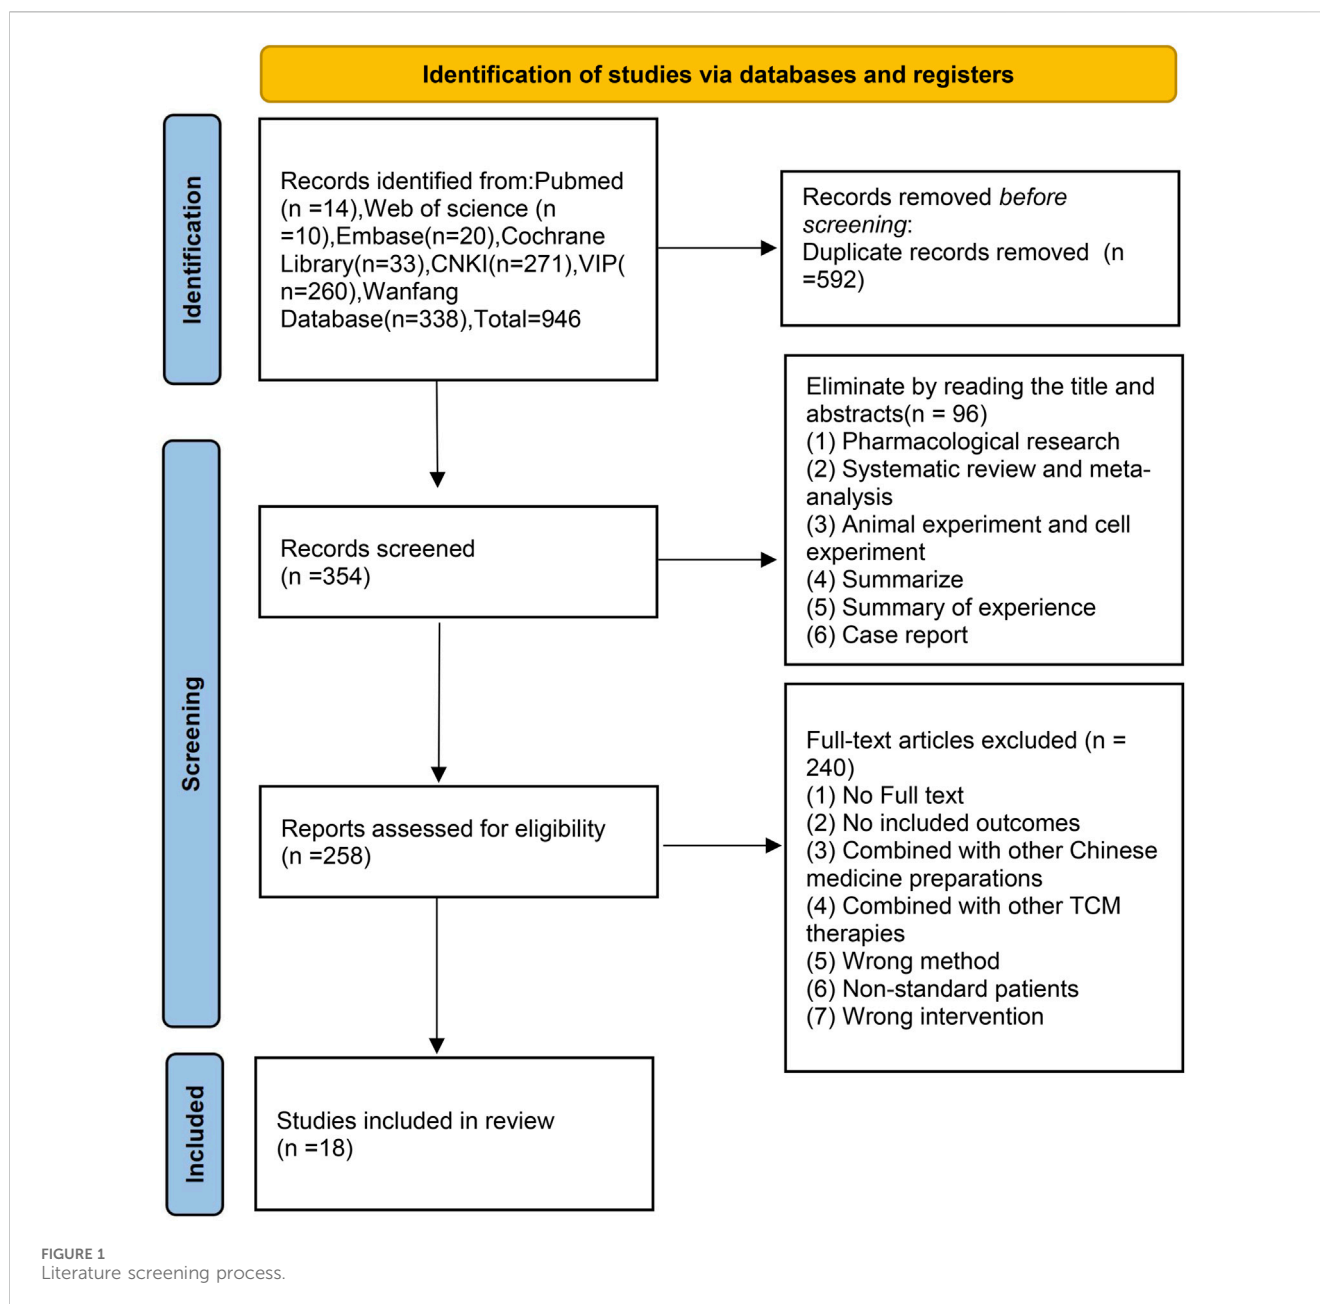 Identification of studies via databases and registers
Identification
Records identified from:Pubmed
(n =14),Web of science (n
=10),Embase(n=20),Cochrane
Library(n=33),CNKI(n=271),VIP(
n=260),Wanfang
Database(n=338),Total=946
Records removed before
screening:
Duplicate records removed (n
=592)
Screening
Records screened
(n =354)
Eliminate by reading the title and
abstracts(n = 96)
(1) Pharmacological research
(2) Systematic review and meta-
analysis
(3) Animal experiment and cell
experiment
(4) Summarize
(5) Summary of experience
(6) Case report
Reports assessed for eligibility
(n =258)
Full-text articles excluded (n =
240)
(1) No Full text
(2) No included outcomes
(3) Combined with other Chinese
medicine preparations
(4) Combined with other TCM
therapies
(5) Wrong method
(6) Non-standard patients
(7) Wrong intervention
Included
Studies included in review
(n =18)
FIGURE 1
Literature screening process.